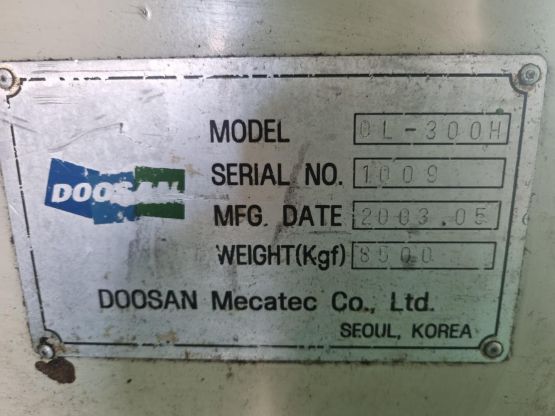 MODEL DL-300H
SERIAL NO. 1009
DOOSAN
MFG. DATE 2003.05
WEIGHT(Kgf) 8500
DOOSAN Mecatec Co., Ltd.
SEOUL, KOREA